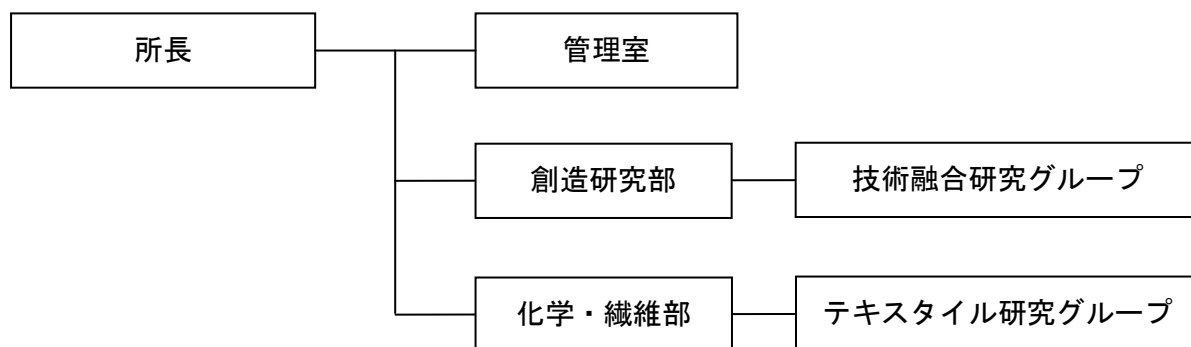 所長
管理室
創造研究部
技術融合研究グループ
化学・繊維部
テキスタイル研究グループ